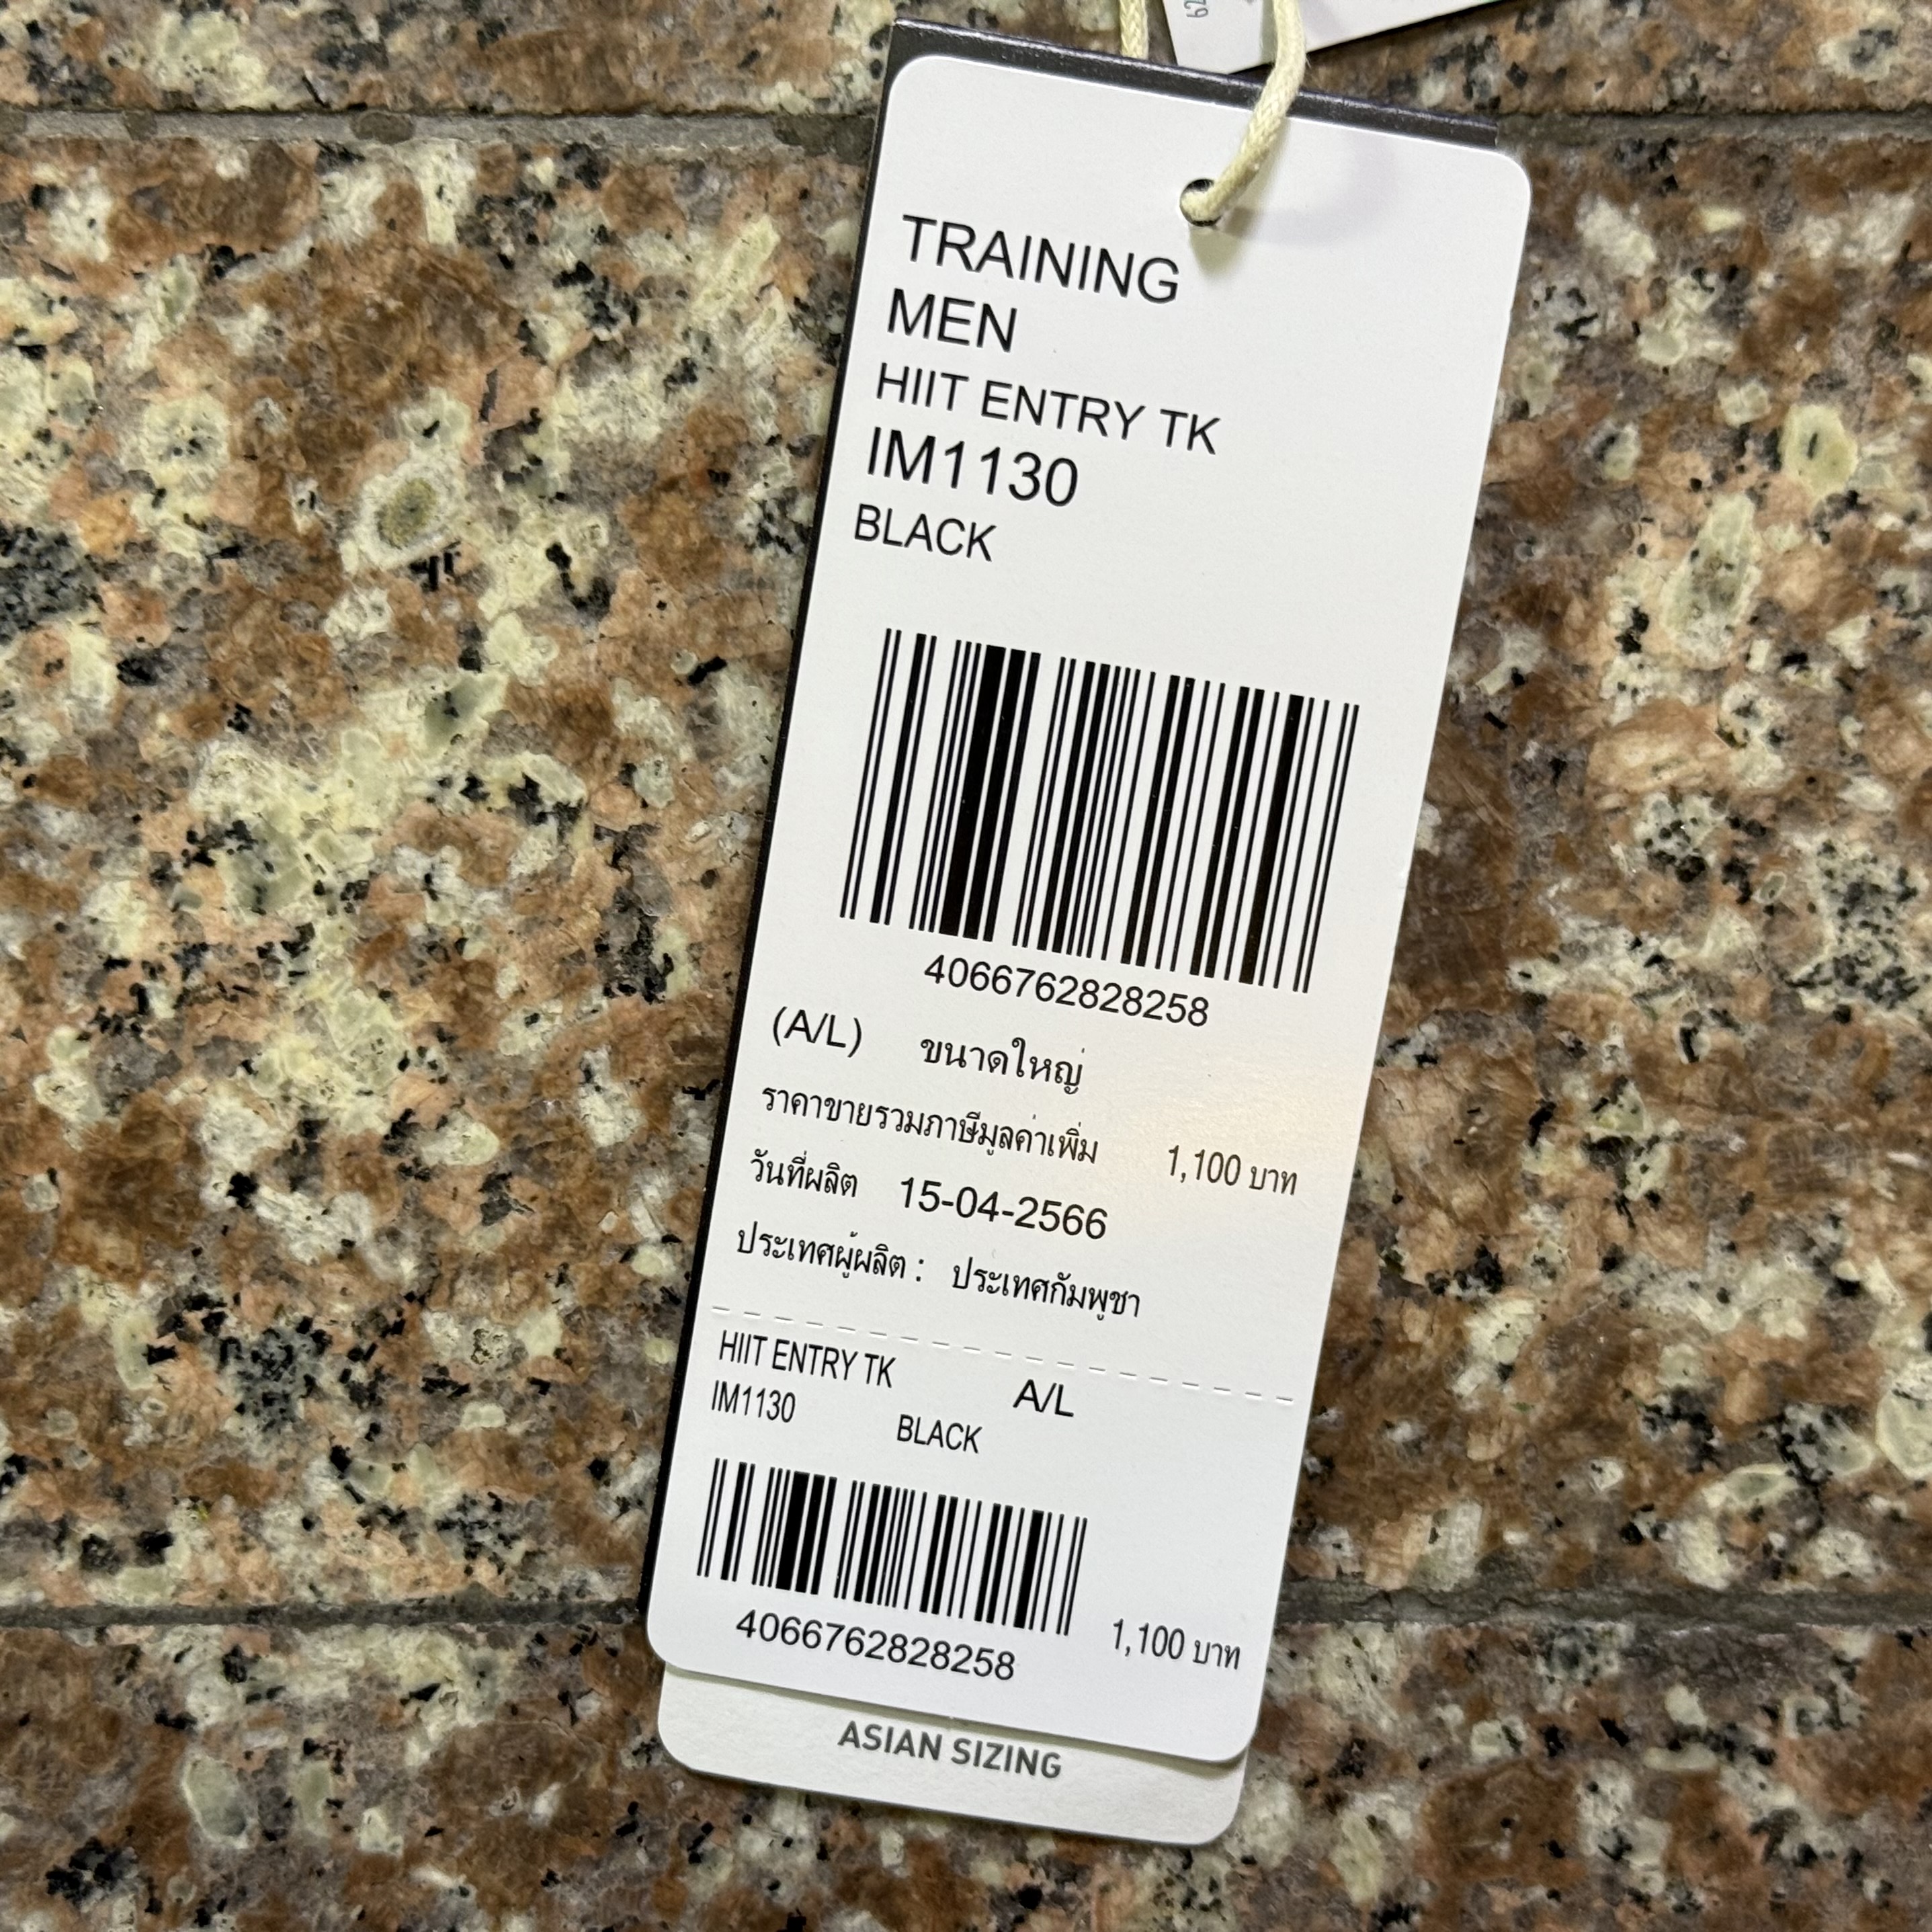 TRAINING
MEN
HIIT ENTRY TK
IM1130
BLACK
4066762828258
(A/L) ขนาดใหญ่
ราคาขายรวมภาษีมูลค่าเพิ่ม 1,100 บาท
วันที่ผลิต 15-04-2566
ประเทศผู้ผลิต : ประเทศกัมพูชา
HIIT ENTRY TK A/L
IM1130 BLACK
4066762828258 1,100 บาท
ASIAN SIZING